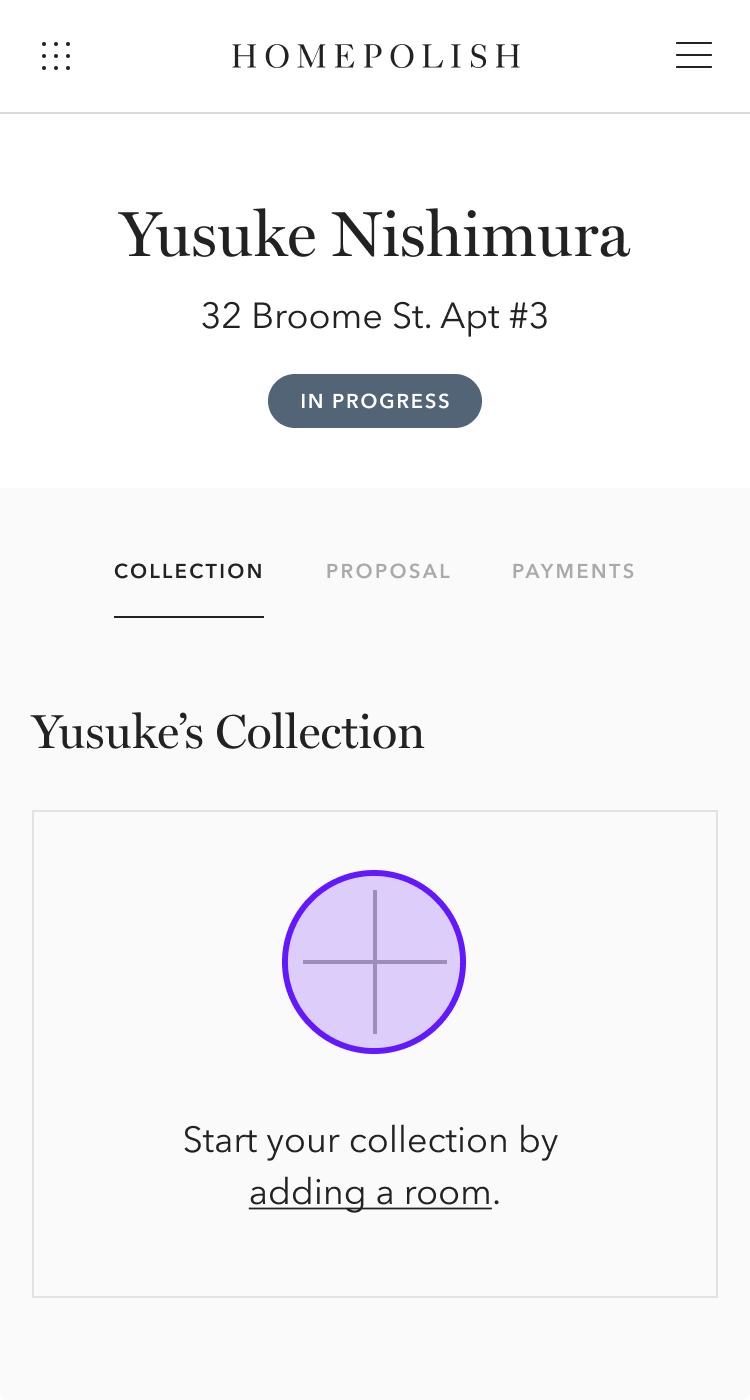 HOMEPOLISH
Yusuke Nishimura
32 Broome St. Apt #3
IN PROGRESS
COLLECTION PROPOSAL PAYMENTS
Yusuke’s Collection
Start your collection by
adding a room.